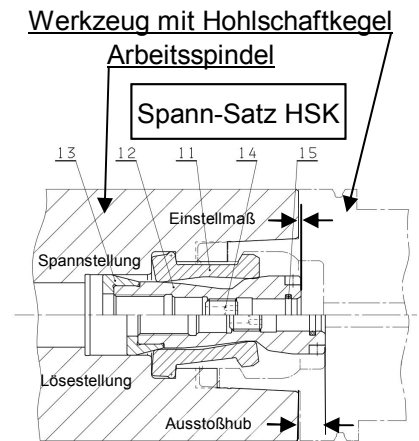 Werkzeug mit Hohlschaftkegel
Arbeitsspindel
Spann-Satz HSK
13 12 11 14 15
Einstellmaß
Spannstellung
Lösestellung
Ausstoßhub